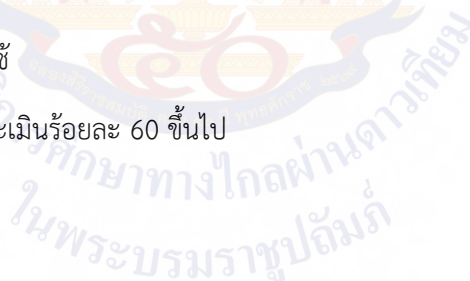 ช้
ะเมินร้อยละ 60 ขึ้นไป
ศึกษาทางไกลผ่านดาวเทียม
ในพระบรมราชูปถัมภ์